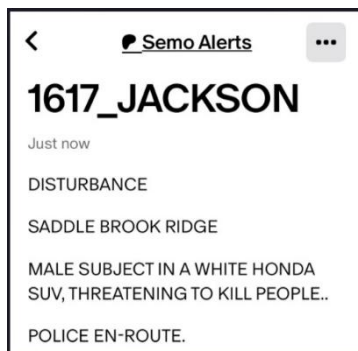 Semo Alerts
1617_JACKSON
Just now
DISTURBANCE
SADDLE BROOK RIDGE
MALE SUBJECT IN A WHITE HONDA
SUV, THREATENING TO KILL PEOPLE..
POLICE EN-ROUTE.